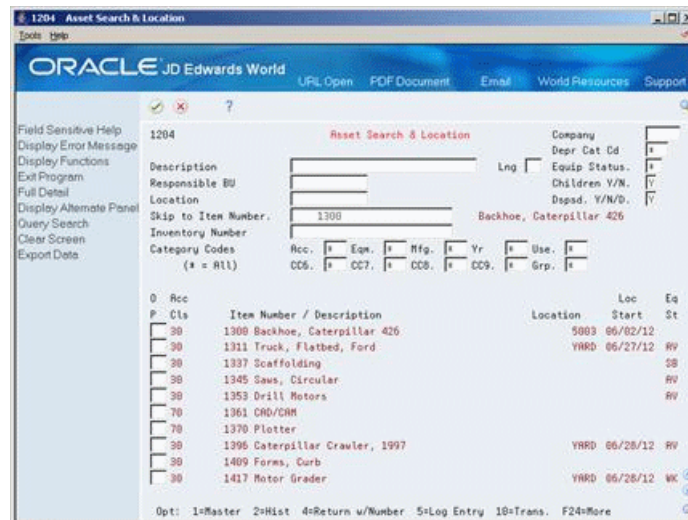 1204 Asset Search & Location
Tools Help
ORACLE JD Edwards World
URL Open PDF Document Email World Resources Support
Field Sensitive Help
Display Error Message
Display Functions
Exit Program
Full Detail
Display Alternate Panel
Query Search
Clear Screen
Export Data
?
1204 Asset Search & Location Company
Depr Cat Cd *
Description Lng Equip Status. *
Responsible BU Children Y/N. Y
Location Dspsd. Y/N/D. Y
Skip to Item Number. 1308 Backhoe, Caterpillar 426
Inventory Number
Category Codes Acc. * Eqm. * Mfg. * Yr * Use. *
(* = All) CC6. * CC7. * CC8. * CC9. * Grp. *
O Acc Loc Eq
P Cls Item Number / Description Location Start St
30 1308 Backhoe, Caterpillar 426 5003 06/02/12
30 1311 Truck, Flatbed, Ford YARD 06/27/12 AV
30 1337 Scaffolding SB
30 1345 Saws, Circular AV
30 1353 Drill Motors AV
70 1361 CAD/CAM
70 1370 Plotter
30 1396 Caterpillar Crawler, 1997 YARD 06/28/12 AV
30 1409 Forms, Curb
30 1417 Motor Grader YARD 06/28/12 WK
Opt: 1=Master 2=Hist 4=Return w/Number 5=Log Entry 10=Trans. F24=More